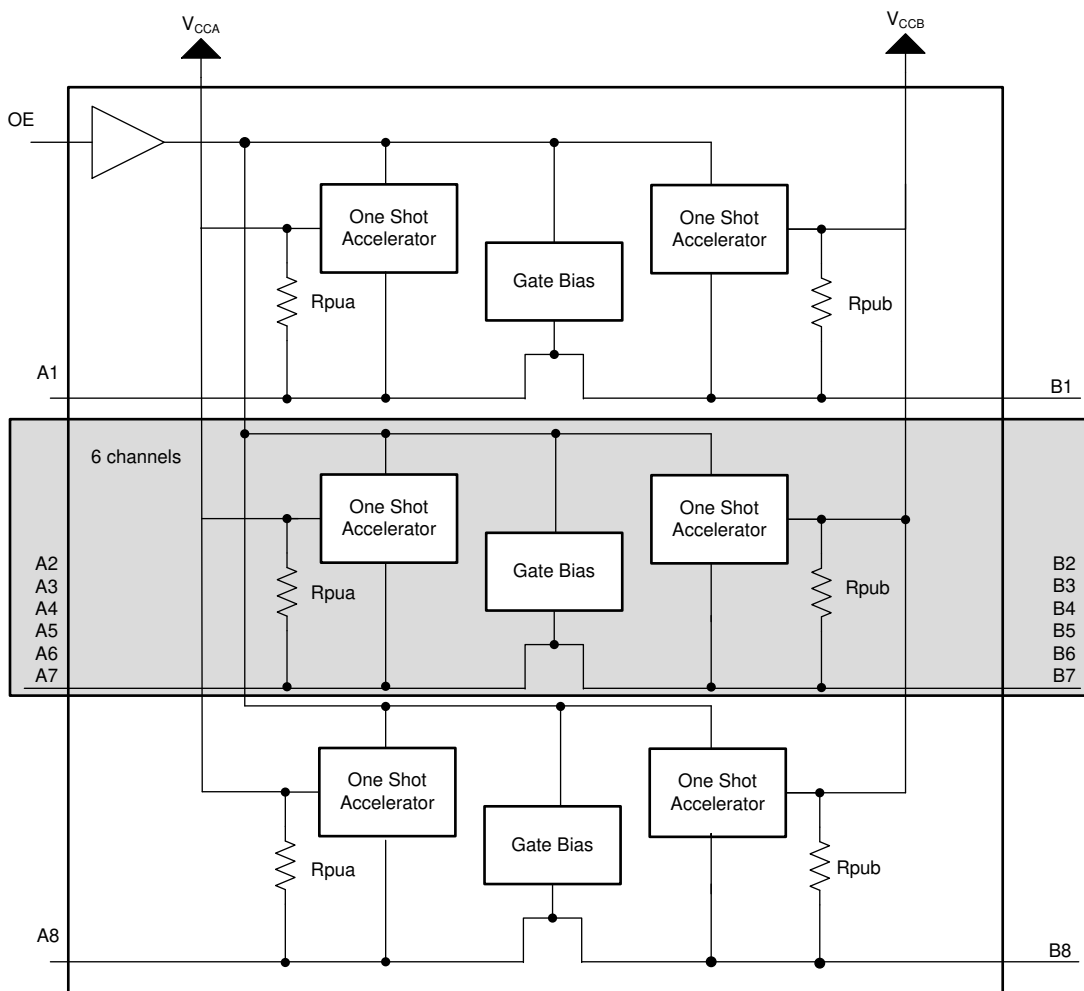 VCCA
VCCB
OE
One Shot
Accelerator
One Shot
Accelerator
Gate Bias
Rpua
Rpub
A1
B1
6 channels
One Shot
Accelerator
One Shot
Accelerator
Gate Bias
Rpua
Rpub
A2
A3
A4
A5
A6
A7
B2
B3
B4
B5
B6
B7
One Shot
Accelerator
One Shot
Accelerator
Gate Bias
Rpua
Rpub
A8
B8